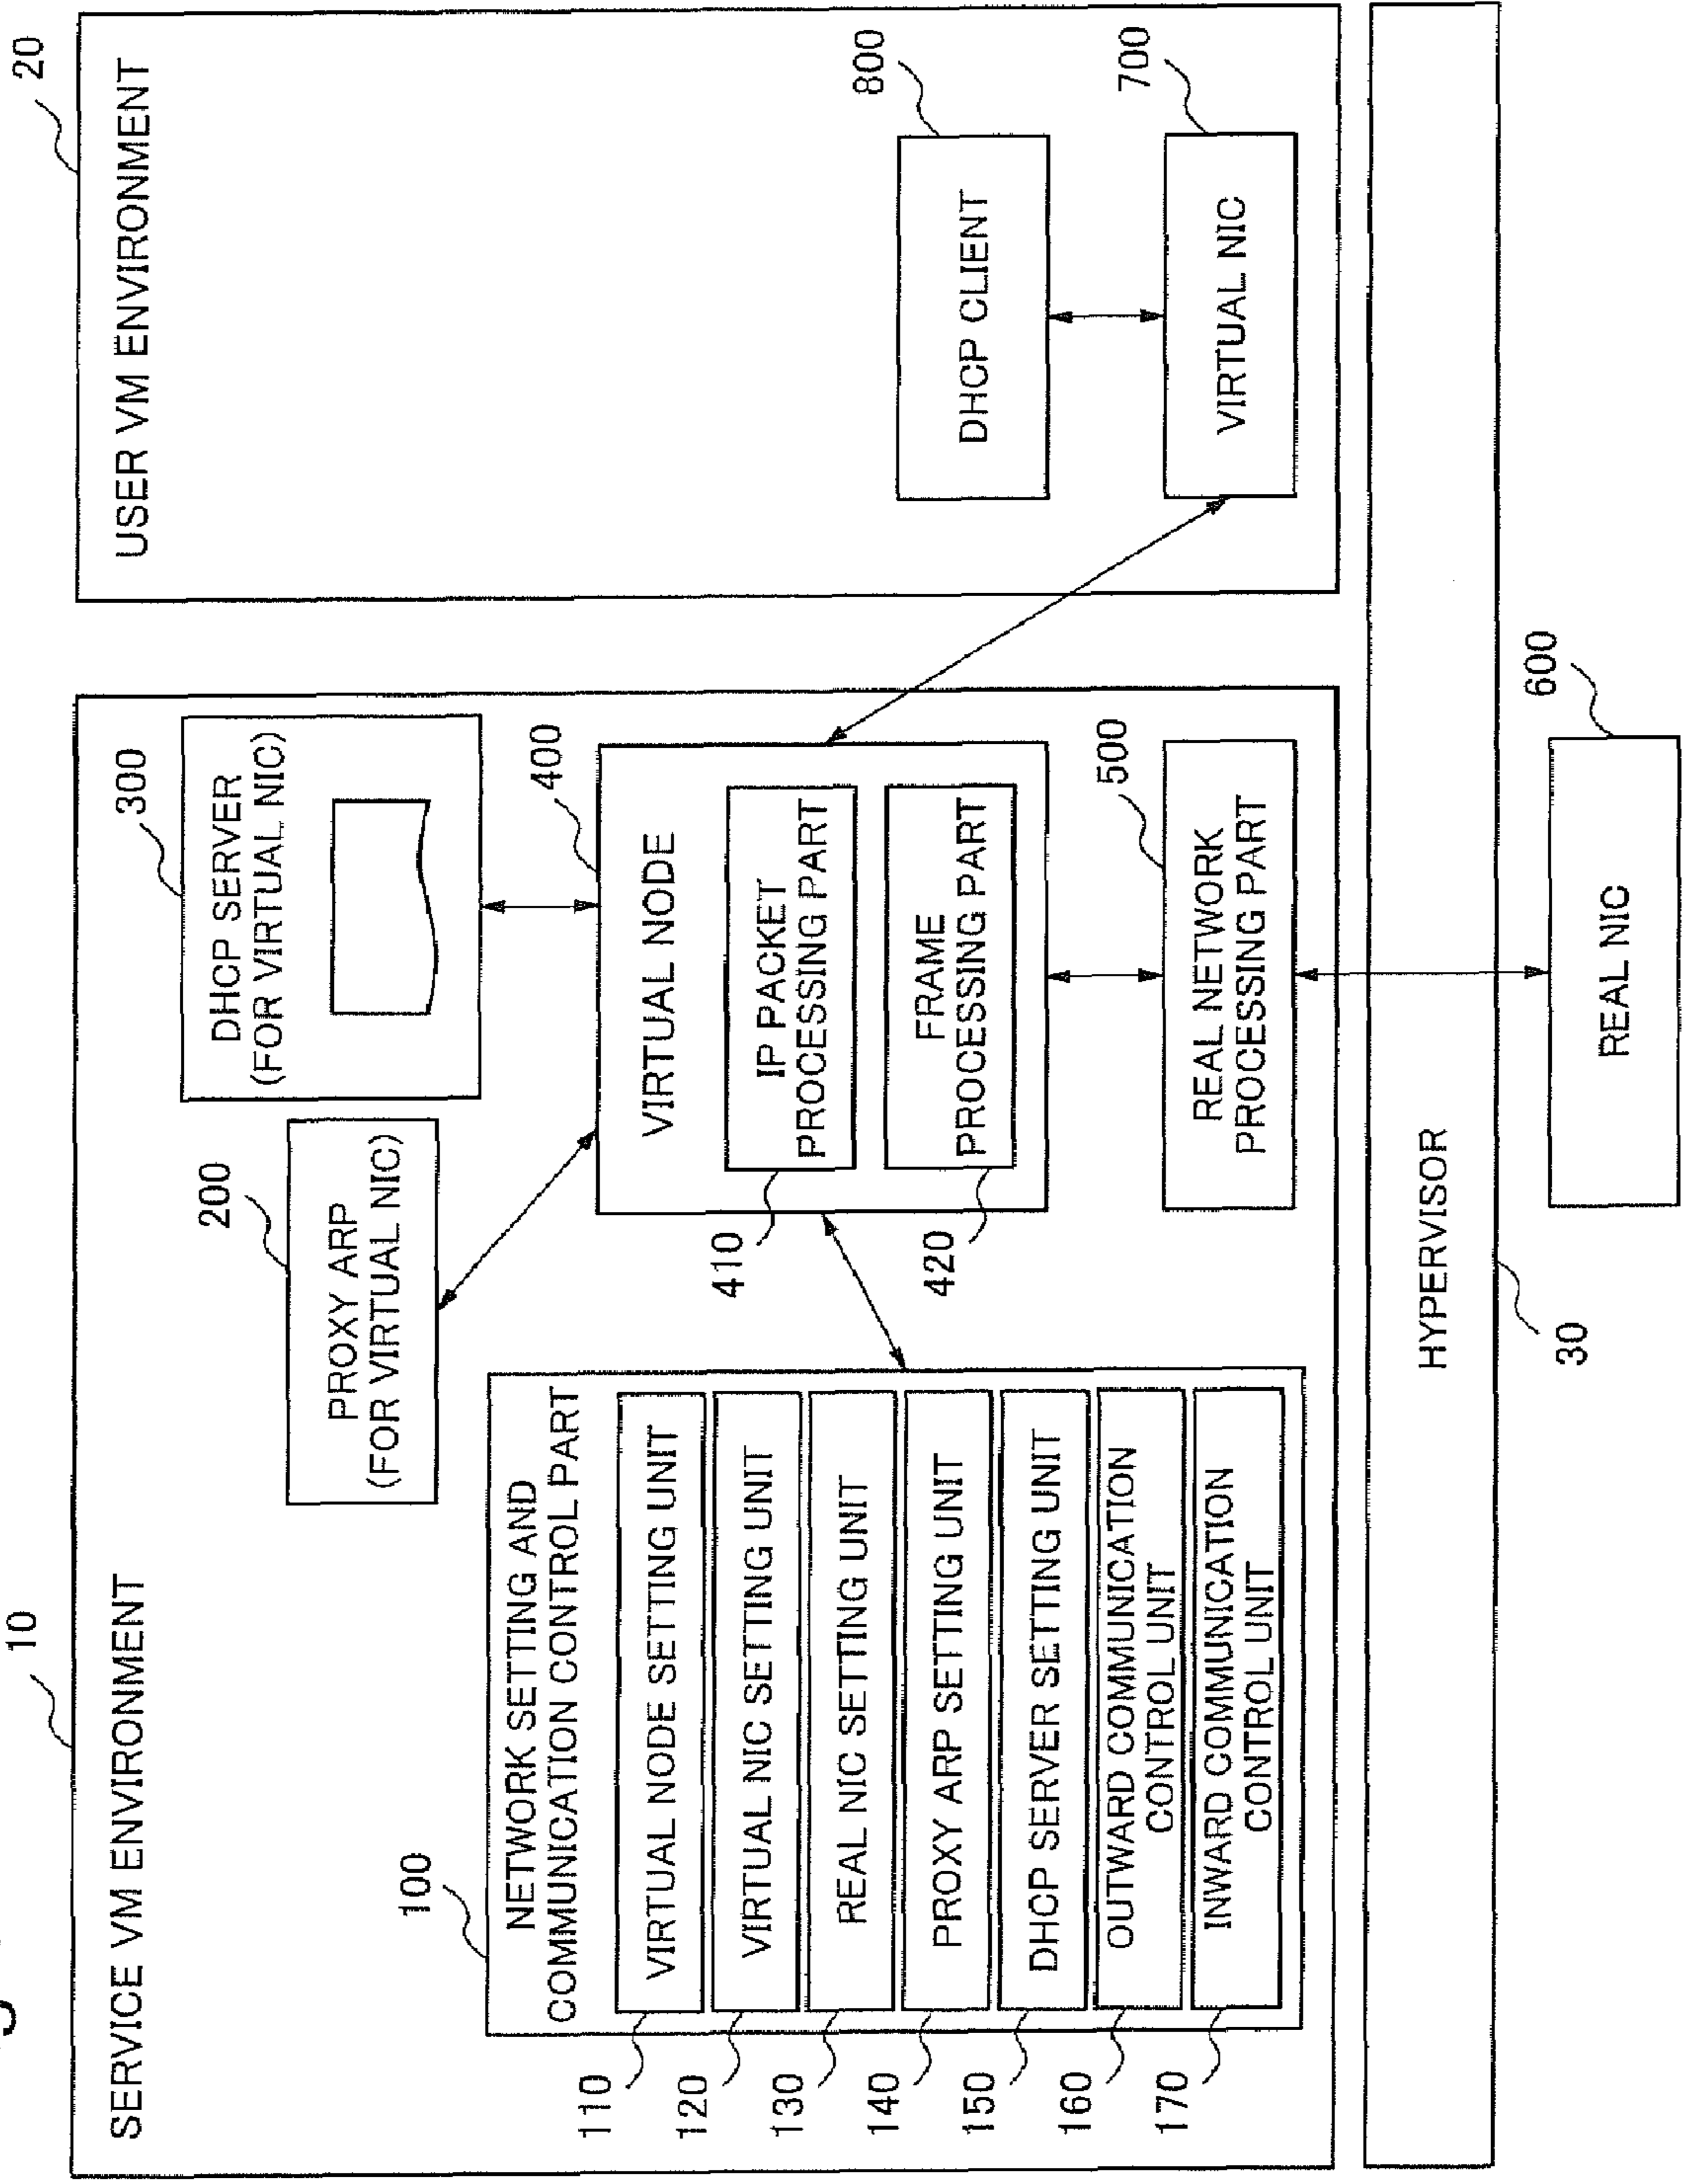 10
SERVICE VM ENVIRONMENT
100
NETWORK SETTING AND
COMMUNICATION CONTROL PART
110
VIRTUAL NODE SETTING UNIT
120
VIRTUAL NIC SETTING UNIT
130
REAL NIC SETTING UNIT
140
PROXY ARP SETTING UNIT
150
DHCP SERVER SETTING UNIT
160
OUTWARD COMMUNICATION
CONTROL UNIT
170
INWARD COMMUNICATION
CONTROL UNIT
200
PROXY ARP
(FOR VIRTUAL NIC)
300
DHCP SERVER
(FOR VIRTUAL NIC)
400
VIRTUAL NODE
410
IP PACKET
PROCESSING PART
420
FRAME
PROCESSING PART
500
REAL NETWORK
PROCESSING PART
20
USER VM ENVIRONMENT
800
DHCP CLIENT
700
VIRTUAL NIC
HYPERVISOR
30
600
REAL NIC